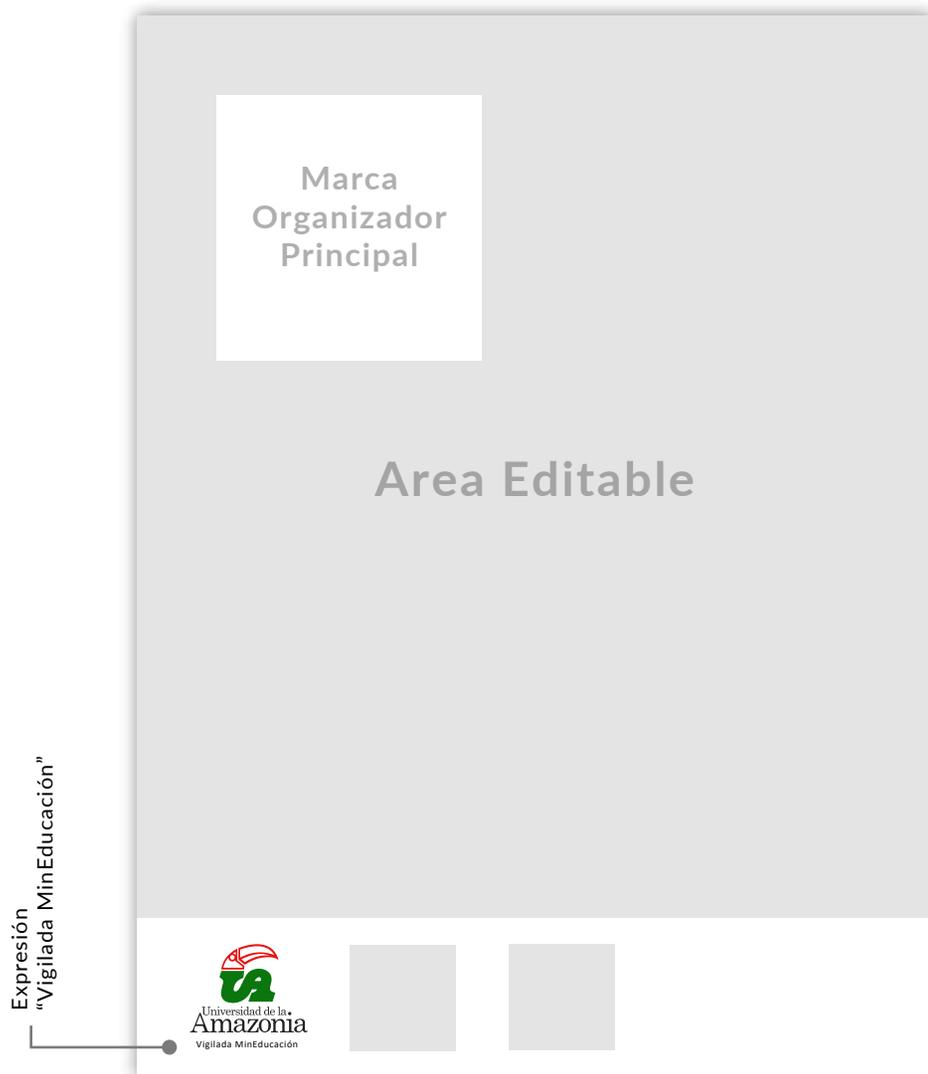 Marca
Organizador
Principal
Area Editable
Expresión
“Vigilada MinEducación”
Universidad de la
Amazonia
Vigilada MinEducación